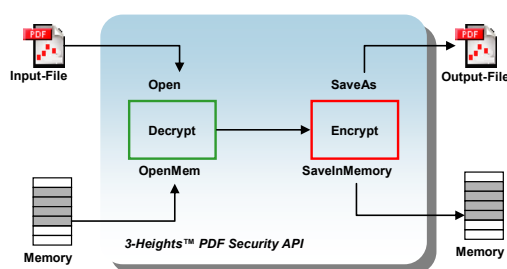 PDF
PDF
Input-File
Output-File
Open
SaveAs
Decrypt
Encrypt
OpenMem
SaveInMemory
3-Heights™ PDF Security API
Memory
Memory